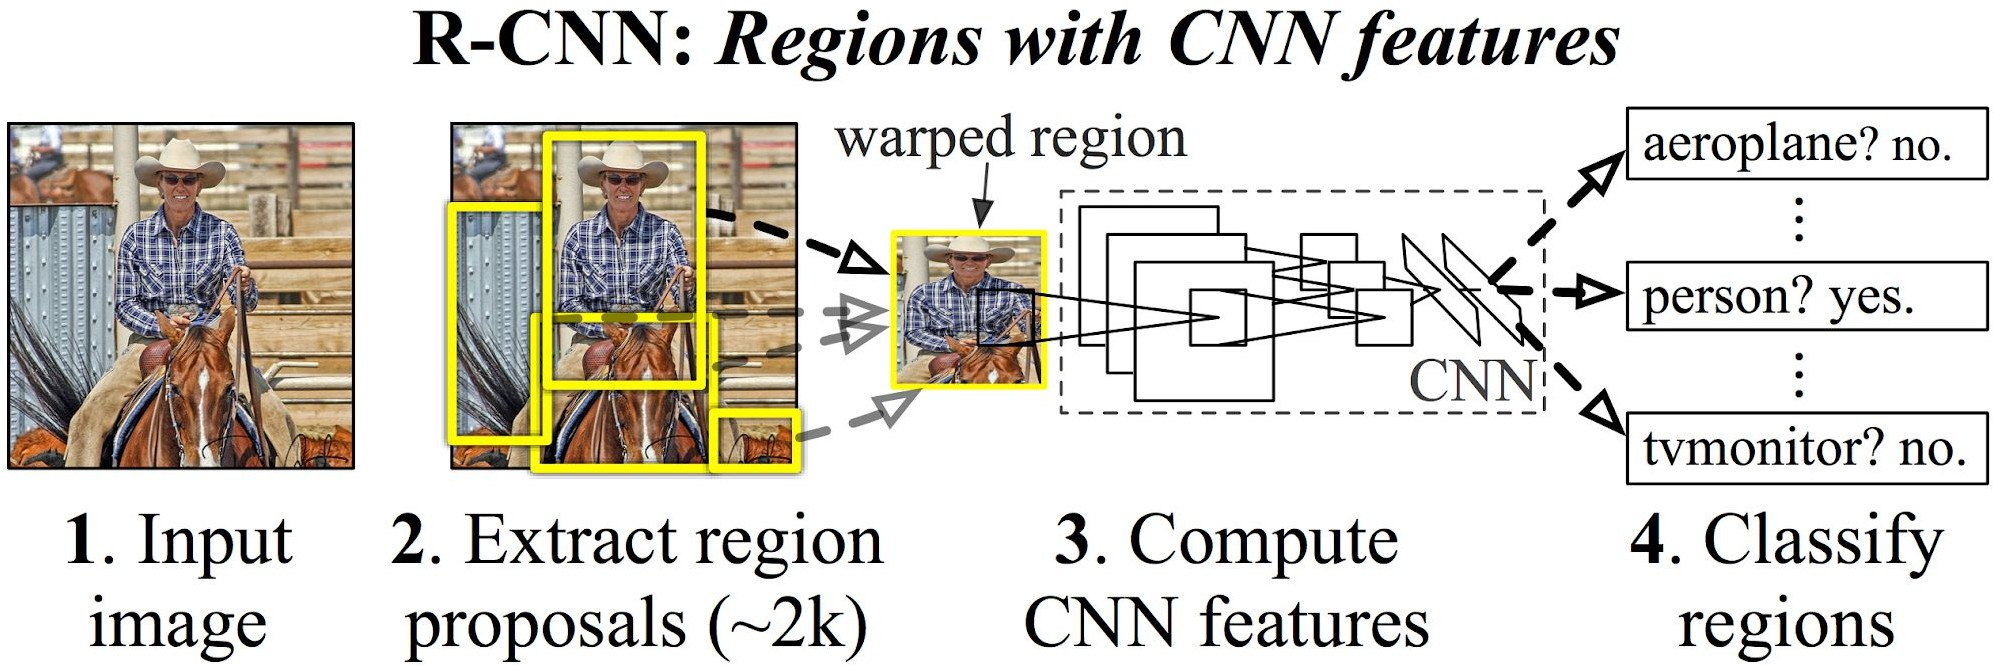 R-CNN: Regions with CNN features
warped region
aeroplane? no.
person? yes.
CNN
tvmonitor? no.
1. Input
image
2. Extract region
proposals (~2k)
3. Compute
CNN features
4. Classify
regions